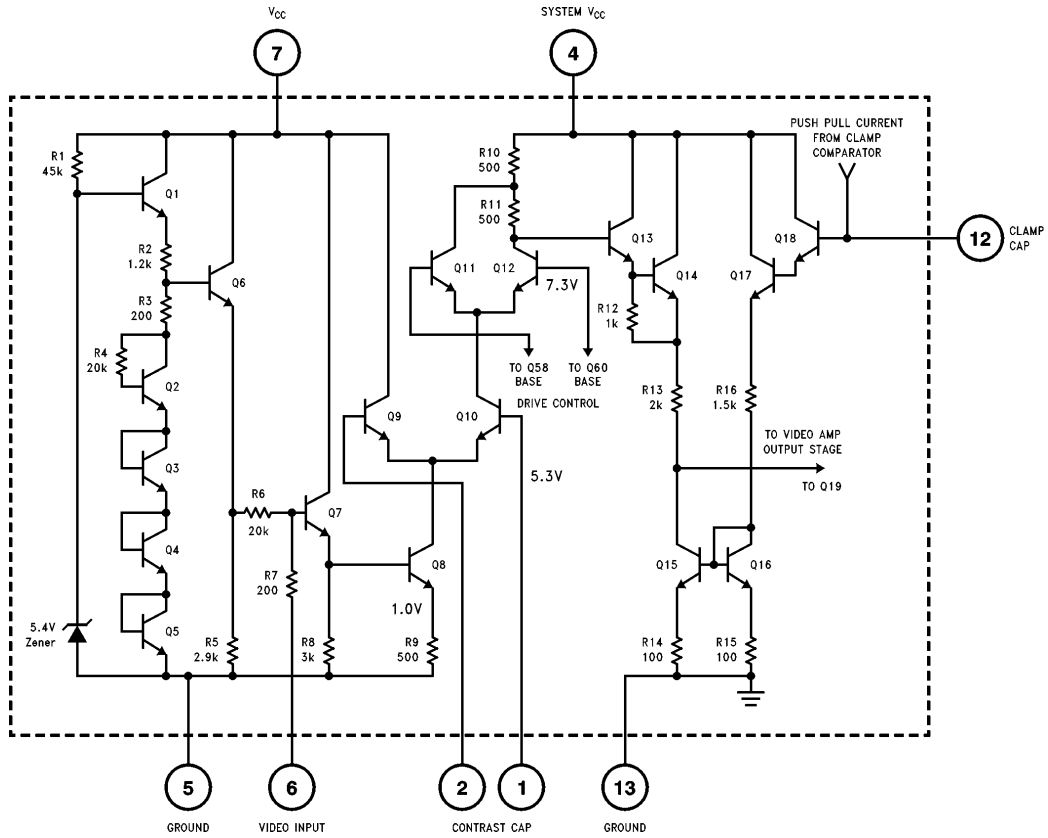 VCC
7
SYSTEM VCC
4
PUSH PULL CURRENT
FROM CLAMP
COMPARATOR
R1
45k
Q1
R2
1.2k
R3
200
R4
20k
Q2
Q3
Q4
Q5
5.4V
Zener
Q6
R5
2.9k
R6
20k
R7
200
Q7
R8
3k
Q8
1.0V
R9
500
Q9
Q10
5.3V
R10
500
R11
500
Q11
Q12
7.3V
TO Q58
BASE
TO Q60
BASE
DRIVE CONTROL
Q13
Q14
R12
1k
R13
2k
Q17
Q18
R16
1.5k
12
CLAMP
CAP
TO VIDEO AMP
OUTPUT STAGE
TO Q19
Q15
Q16
R14
100
R15
100
5
GROUND
6
VIDEO INPUT
2
1
CONTRAST CAP
13
GROUND